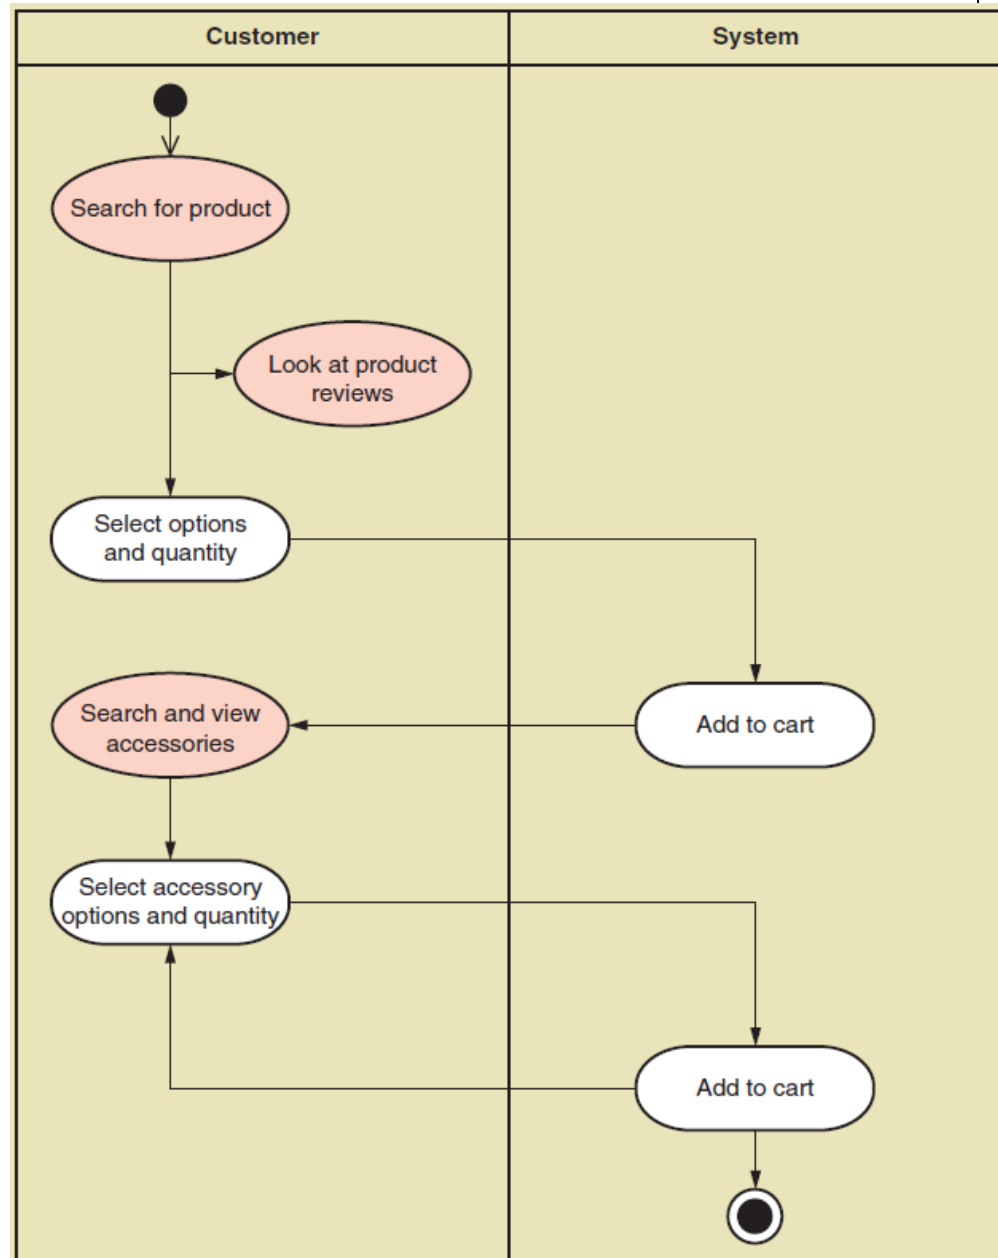 Customer
System
Search for product
Look at product
reviews
Select options
and quantity
Search and view
accessories
Add to cart
Select accessory
options and quantity
Add to cart